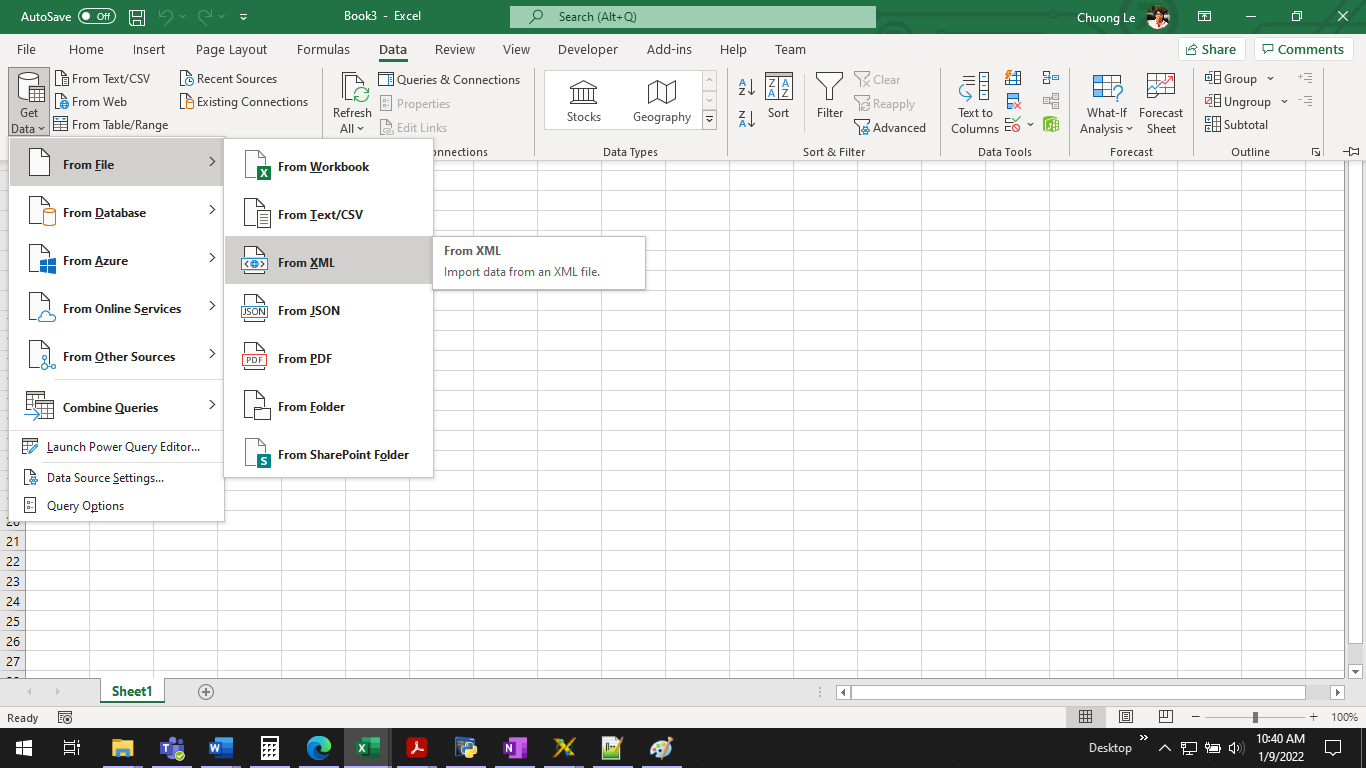 AutoSave Off Book3 - Excel Search (Alt+Q) Chuong Le
File Home Insert Page Layout Formulas Data Review View Developer Add-ins Help Team Share Comments
Get Data
From Text/CSV
From Web
From Table/Range
Recent Sources
Existing Connections
Refresh All
Queries & Connections
Properties
Edit Links
onnections
Stocks
Geography
Data Types
Sort
Filter
Clear
Reapply
Advanced
Sort & Filter
Text to Columns
Data Tools
What-If Analysis
Forecast Sheet
Forecast
Group
Ungroup
Subtotal
Outline
From File
From Database
From Azure
From Online Services
From Other Sources
Combine Queries
Launch Power Query Editor...
Data Source Settings...
Query Options
From Workbook
From Text/CSV
From XML
From JSON
From PDF
From Folder
From SharePoint Folder
From XML
Import data from an XML file.
JSON
PDF
20
21
22
23
24
25
26
27
Sheet1
Ready 100%
Desktop
10:40 AM
1/9/2022